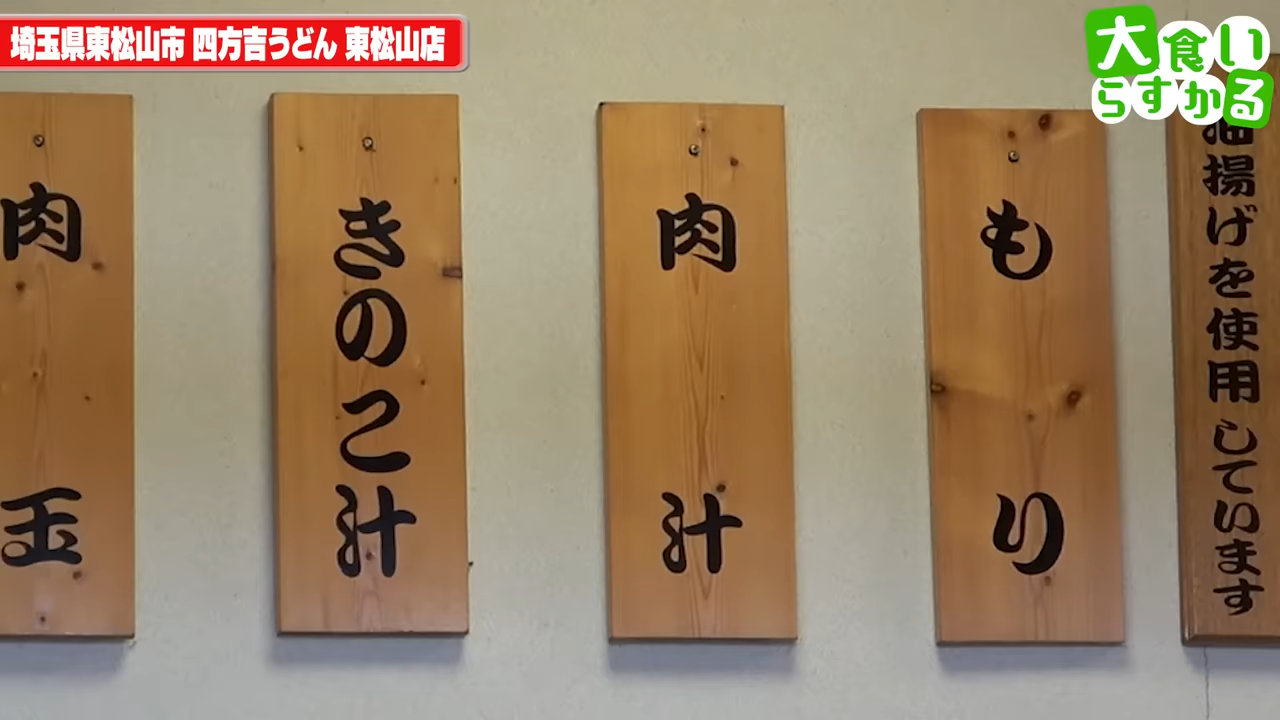 埼玉県東松山市 四方吉うどん 東松山店
大食い
らすかる
油揚げを使用しています
もり
肉汁
きのこ汁
肉玉